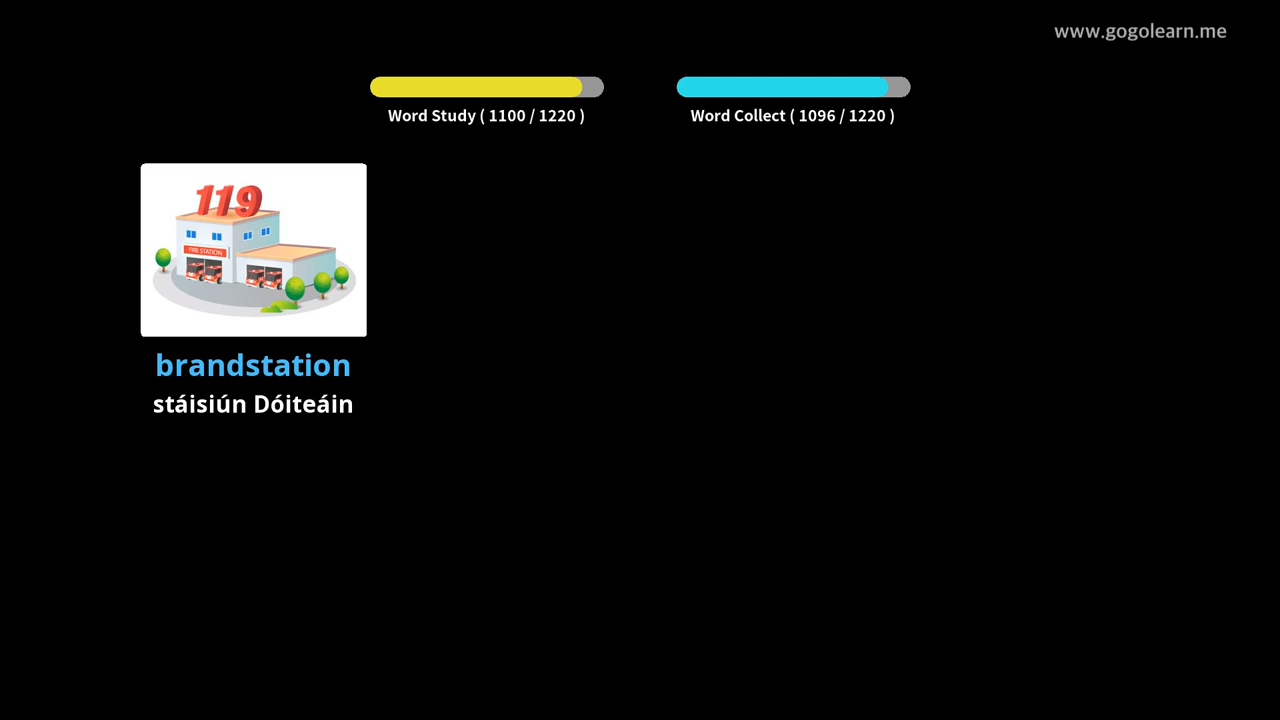 www.gogolearn.me
Word Study ( 1100 / 1220 )
Word Collect ( 1096 / 1220 )
119
FIRE STATION
brandstation
stáisiún Dóiteáin